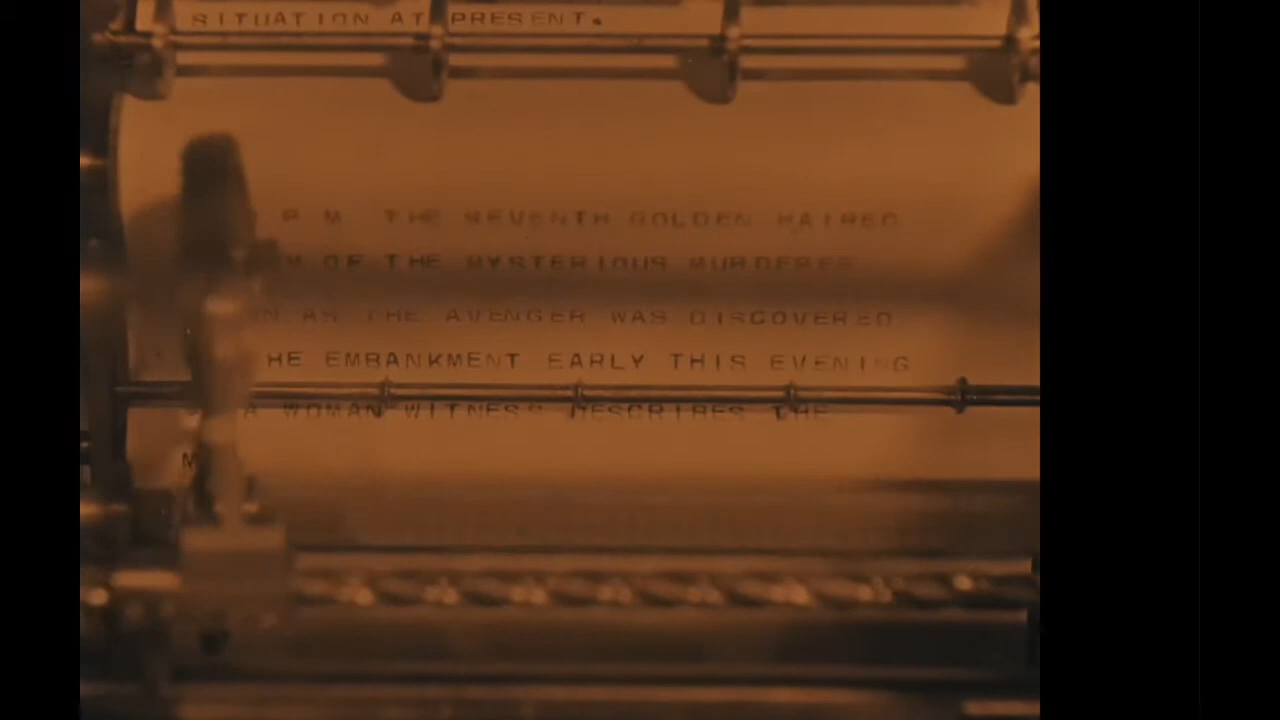 SITUATION AT PRESENT.
P.M. THE SEVENTH GOLDEN HAIRED
OF THE MYSTERIOUS MURDERER
AS THE AVENGER WAS DISCOVERED
HE EMBANKMENT EARLY THIS EVENING
A WOMAN WITNESS DESCRIBES THE
M